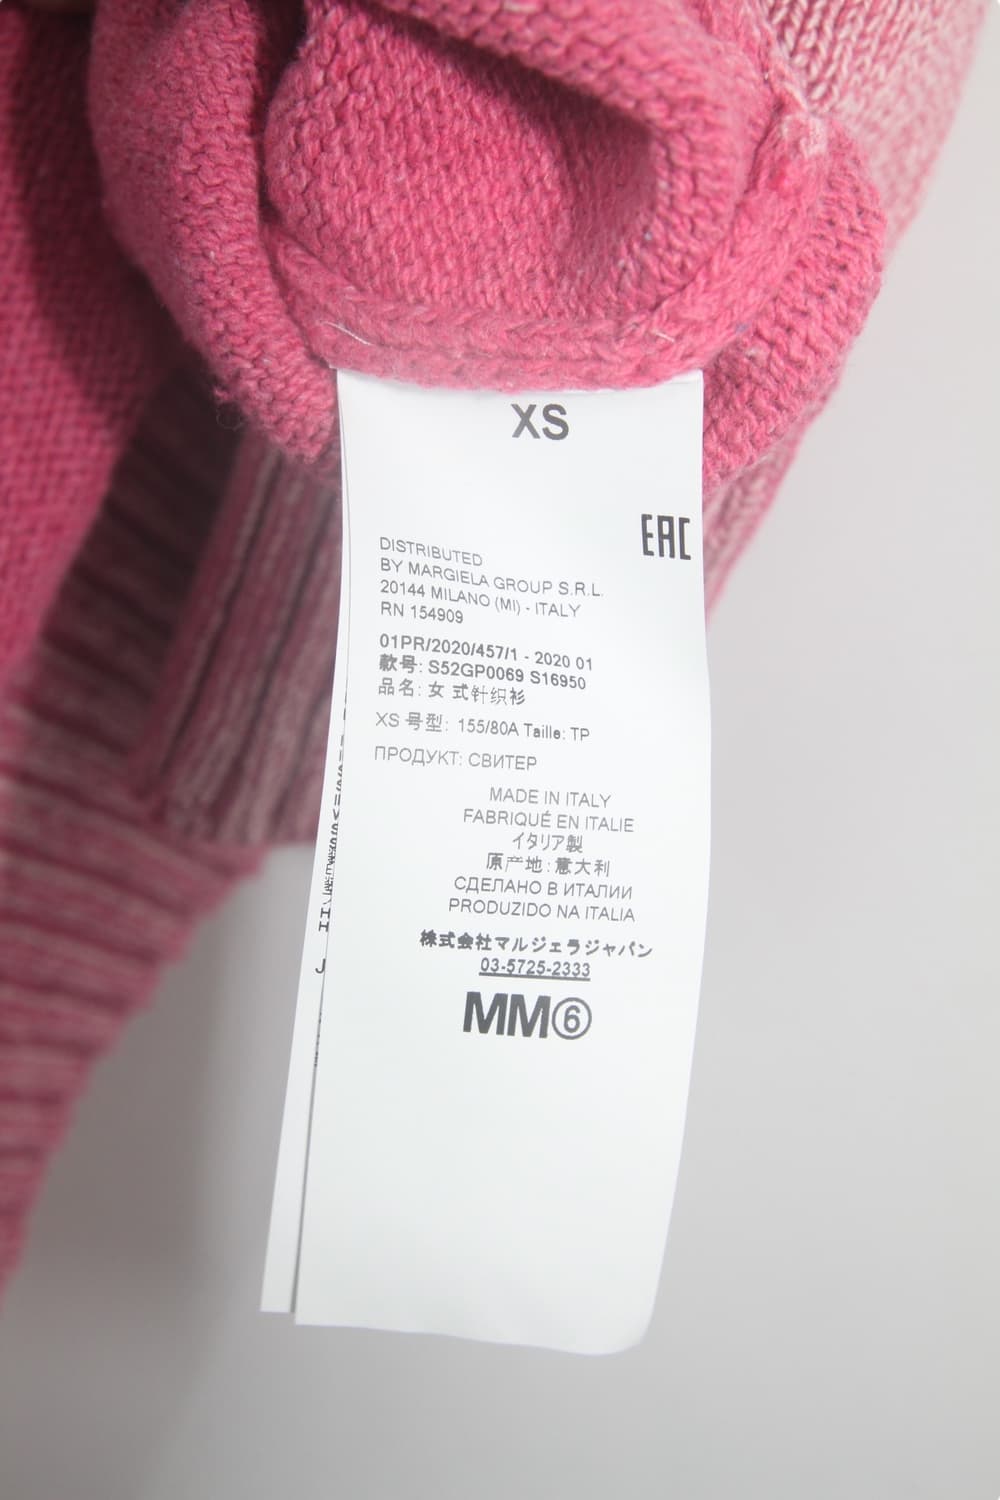 XS
EAC
DISTRIBUTED
BY MARGIELA GROUP S.R.L.
20144 MILANO (MI) - ITALY
RN 154909
01PR/2020/457/1 - 2020 01
款号: S52GP0069 S16950
品名: 女 式针织衫
XS 号型: 155/80A Taille: TP
ПРОДУКТ: СВИТЕР
MADE IN ITALY
FABRIQUÉ EN ITALIE
イタリア製
原产地: 意大利
СДЕЛАНО В ИТАЛИИ
PRODUZIDO NA ITALIA
株式会社マルジェラジャパン
03-5725-2333
MM⑥